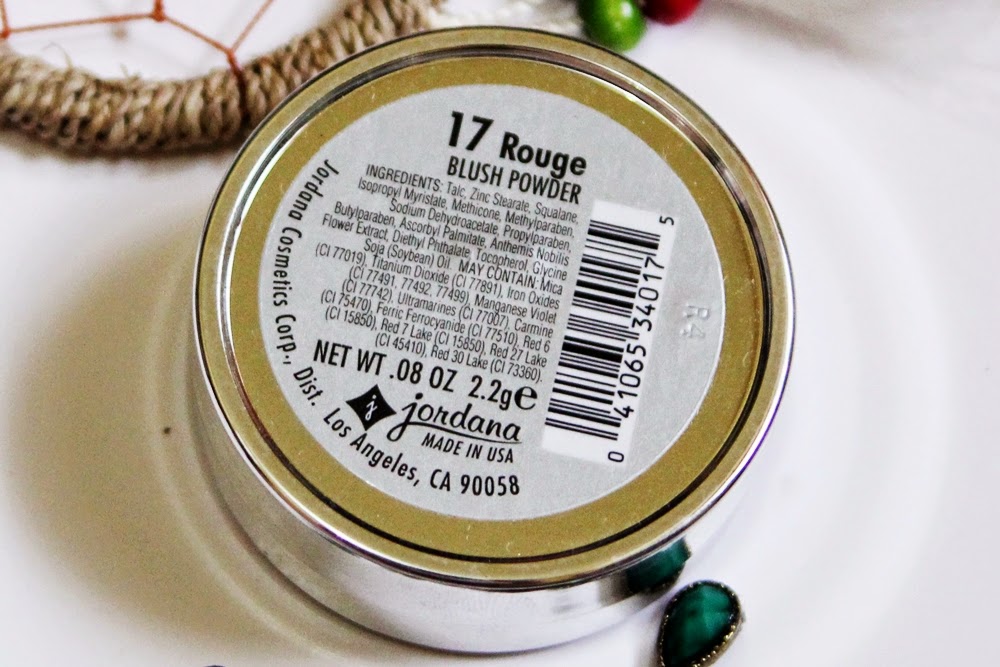 17 Rouge
BLUSH POWDER
INGREDIENTS: Talc, Zinc Stearate, Squalane,
Isopropyl Myristate, Methicone, Methylparaben,
Sodium Dehydroacetate, Propylparaben,
Butylparaben, Ascorbyl Palmitate, Anthemis Nobilis
Flower Extract, Diethyl Phthalate, Tocopherol, Glycine
Soja (Soybean) Oil. MAY CONTAIN: Mica
(CI 77019), Titanium Dioxide (CI 77891), Iron Oxides
(CI 77491, 77492, 77499), Manganese Violet
(CI 77742), Ultramarines (CI 77007), Carmine
(CI 75470), Ferric Ferrocyanide (CI 77510), Red 6
(CI 15850), Red 7 Lake (CI 15850), Red 27 Lake
(CI 45410), Red 30 Lake (CI 73360).
NET WT .08 OZ 2.2g e
jordana
MADE IN USA
Jordana Cosmetics Corp., Dist. Los Angeles, CA 90058
0 41065 34017 5
R4